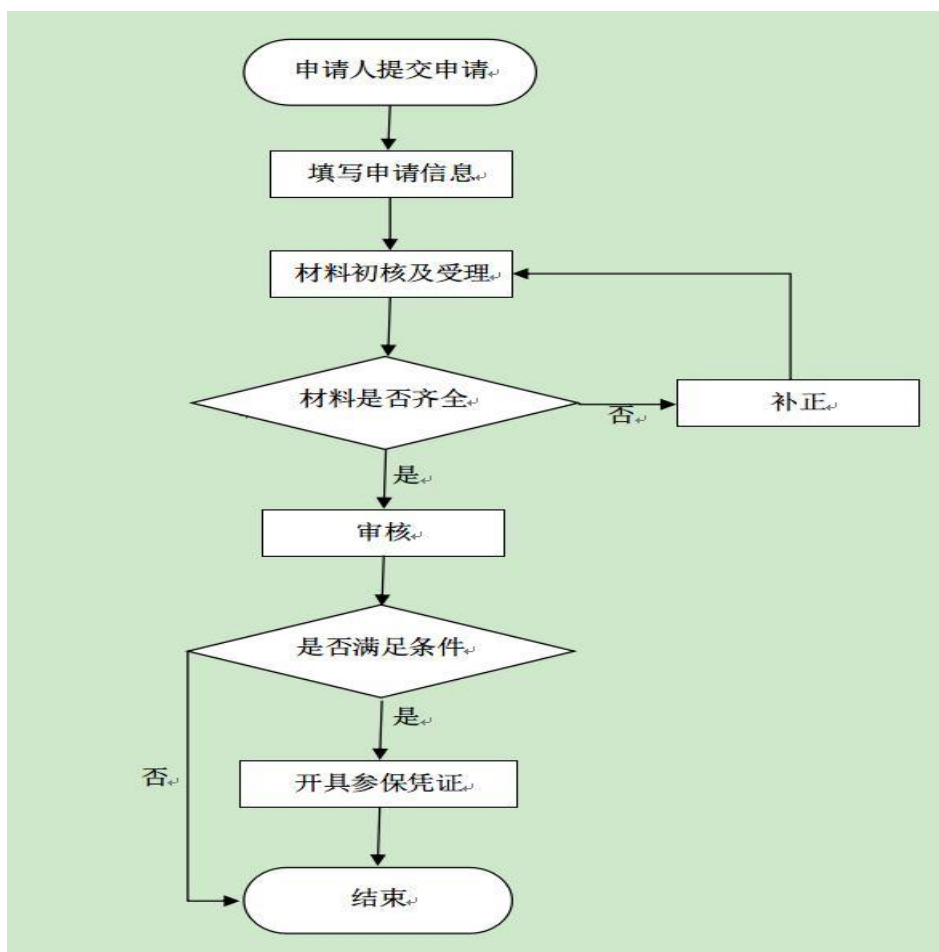 申请人提交申请
填写申请信息
材料初核及受理
材料是否齐全
否
补正
是
审核
是否满足条件
是
否
开具参保凭证
结束